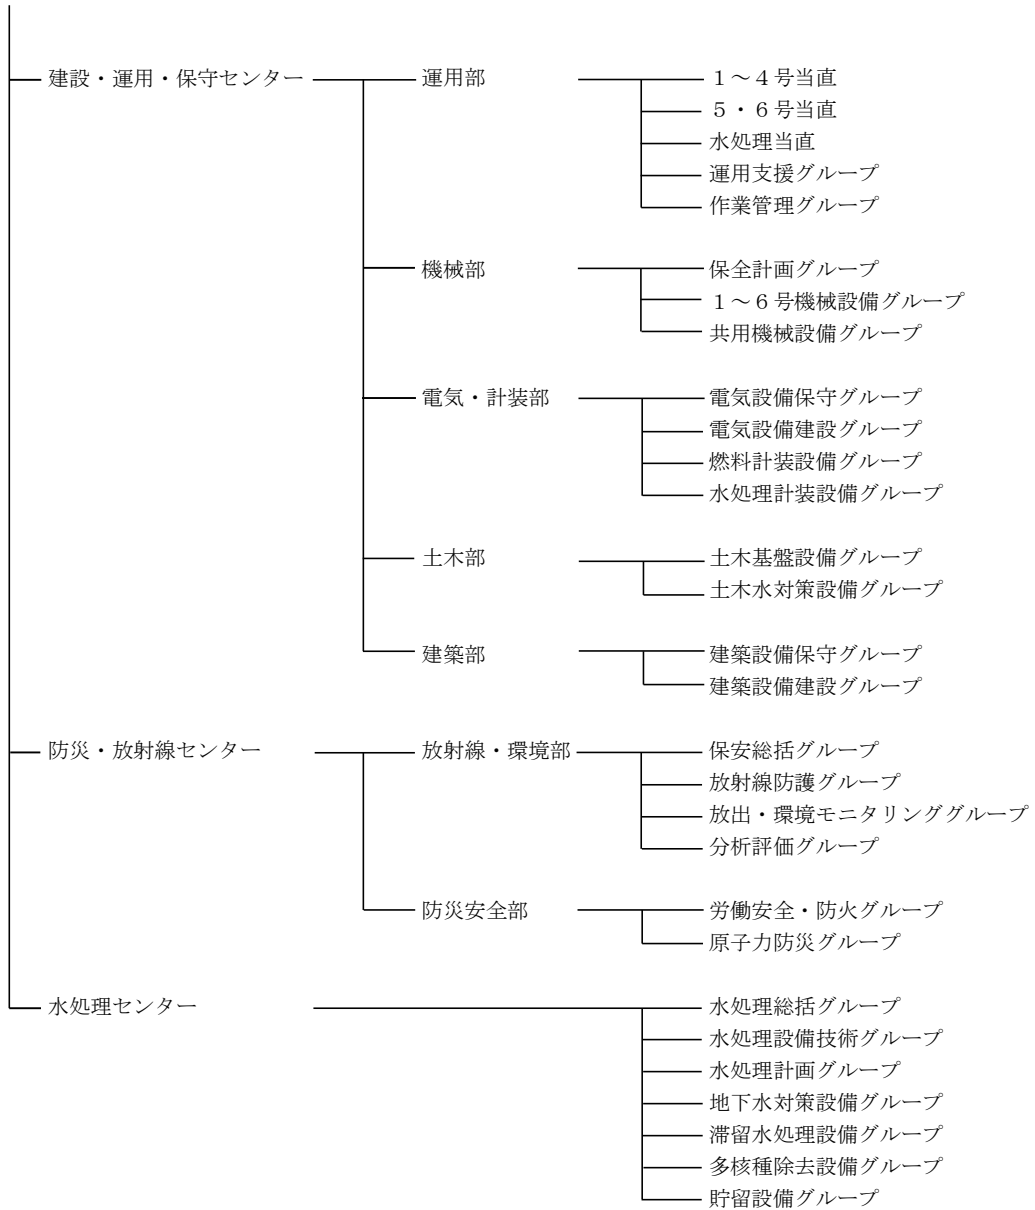 建設・運用・保守センター
運用部
１～４号当直
５・６号当直
水処理当直
運用支援グループ
作業管理グループ
機械部
保全計画グループ
１～６号機械設備グループ
共用機械設備グループ
電気・計装部
電気設備保守グループ
電気設備建設グループ
燃料計装設備グループ
水処理計装設備グループ
土木部
土木基盤設備グループ
土木水対策設備グループ
建築部
建築設備保守グループ
建築設備建設グループ
防災・放射線センター
放射線・環境部
保安総括グループ
放射線防護グループ
放出・環境モニタリンググループ
分析評価グループ
防災安全部
労働安全・防火グループ
原子力防災グループ
水処理センター
水処理総括グループ
水処理設備技術グループ
水処理計画グループ
地下水対策設備グループ
滞留水処理設備グループ
多核種除去設備グループ
貯留設備グループ